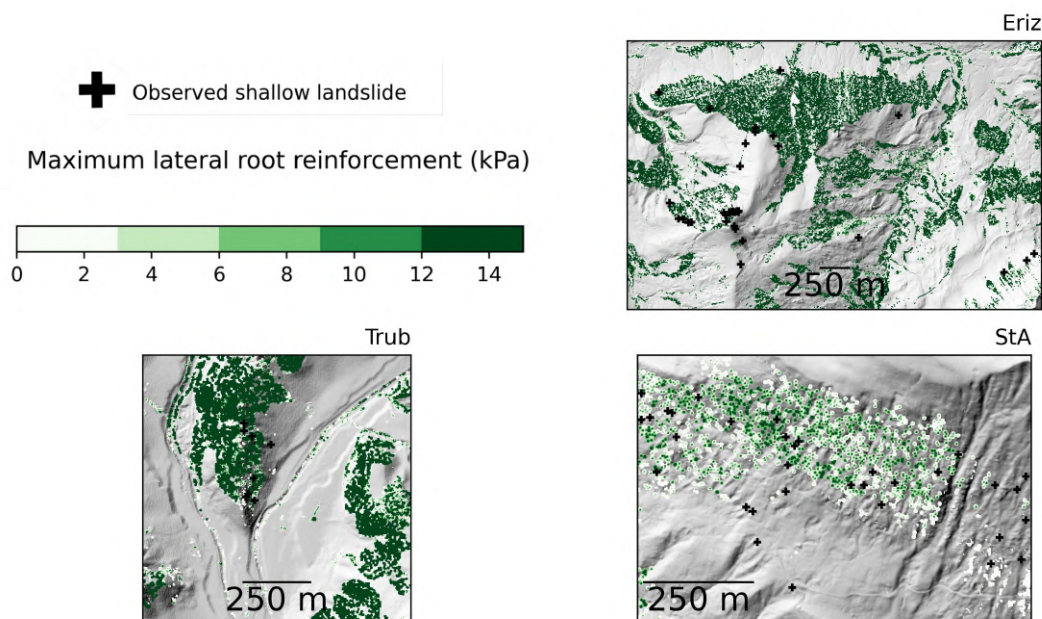 Eriz
Observed shallow landslide
Maximum lateral root reinforcement (kPa)
0 2 4 6 8 10 12 14
250 m
Trub
StA
250 m
250 m